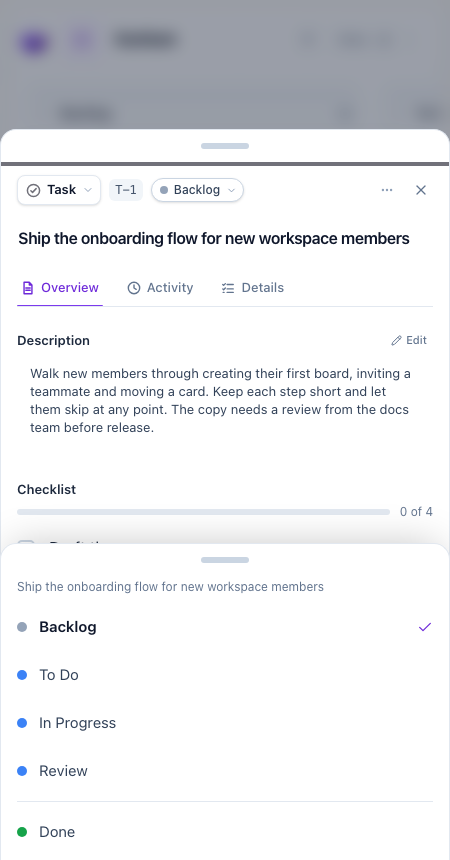 Task
T-1
Backlog
Ship the onboarding flow for new workspace members
Overview
Activity
Details
Description
Edit
Walk new members through creating their first board, inviting a
teammate and moving a card. Keep each step short and let
them skip at any point. The copy needs a review from the docs
team before release.
Checklist
0 of 4
Ship the onboarding flow for new workspace members
Backlog
To Do
In Progress
Review
Done